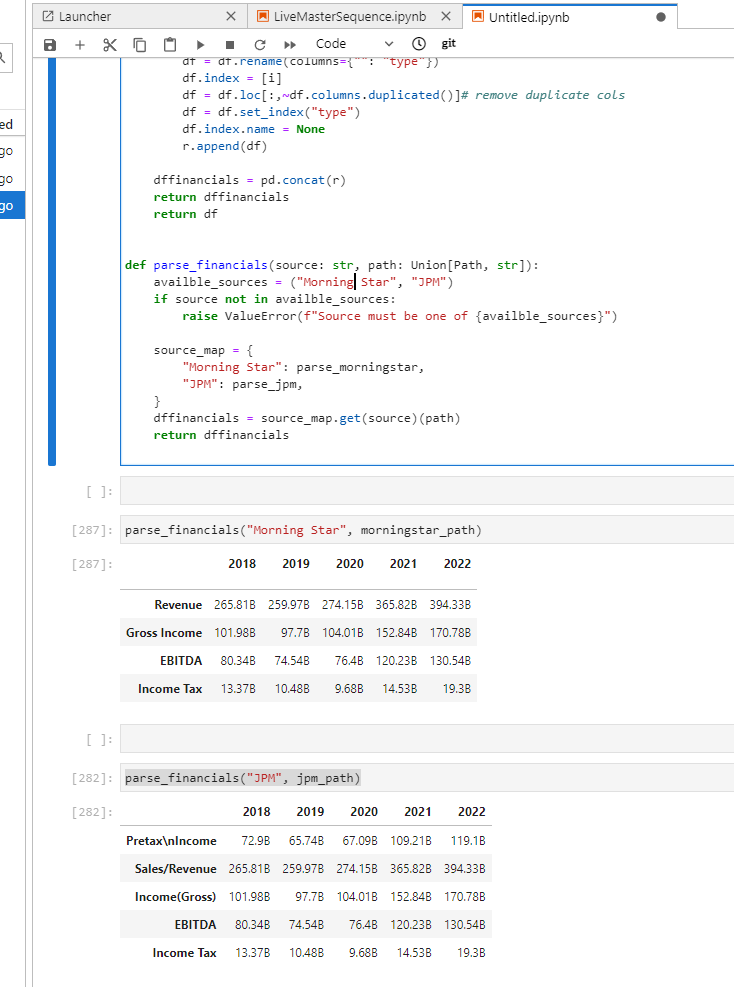 Launcher
LiveMasterSequence.ipynb
Untitled.ipynb
Code
git
ed
go
go
go
df = df.rename(columns={"": "type"})
df.index = [i]
df = df.loc[:,~df.columns.duplicated()]# remove duplicate cols
df = df.set_index("type")
df.index.name = None
r.append(df)
dffinancials = pd.concat(r)
return dffinancials
return df
def parse_financials(source: str, path: Union[Path, str]):
availble_sources = ("Morning Star", "JPM")
if source not in availble_sources:
raise ValueError(f"Source must be one of {availble_sources}")
source_map = {
"Morning Star": parse_morningstar,
"JPM": parse_jpm,
}
dffinancials = source_map.get(source)(path)
return dffinancials
[ ]:
[287]: parse_financials("Morning Star", morningstar_path)
[287]: 2018 2019 2020 2021 2022
Revenue 265.81B 259.97B 274.15B 365.82B 394.33B
Gross Income 101.98B 97.7B 104.01B 152.84B 170.78B
EBITDA 80.34B 74.54B 76.4B 120.23B 130.54B
Income Tax 13.37B 10.48B 9.68B 14.53B 19.3B
[ ]:
[282]: parse_financials("JPM", jpm_path)
[282]: 2018 2019 2020 2021 2022
Pretax\nIncome 72.9B 65.74B 67.09B 109.21B 119.1B
Sales/Revenue 265.81B 259.97B 274.15B 365.82B 394.33B
Income(Gross) 101.98B 97.7B 104.01B 152.84B 170.78B
EBITDA 80.34B 74.54B 76.4B 120.23B 130.54B
Income Tax 13.37B 10.48B 9.68B 14.53B 19.3B